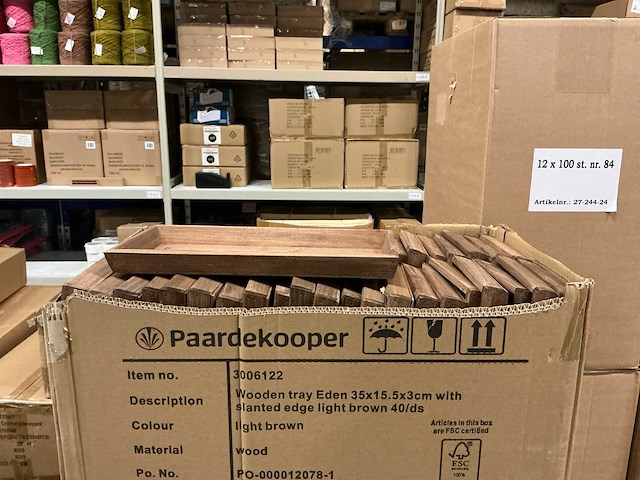 12 x 100 st. nr. 84
Artikelnr.: 27-244-24
Paardekooper
Item no. 3006122
Description Wooden tray Eden 35x15.5x3cm with
slanted edge light brown 40/ds
Colour light brown
Material wood
Po. No. PO-000012078-1
Articles in this box
are FSC certified
FSC
100%